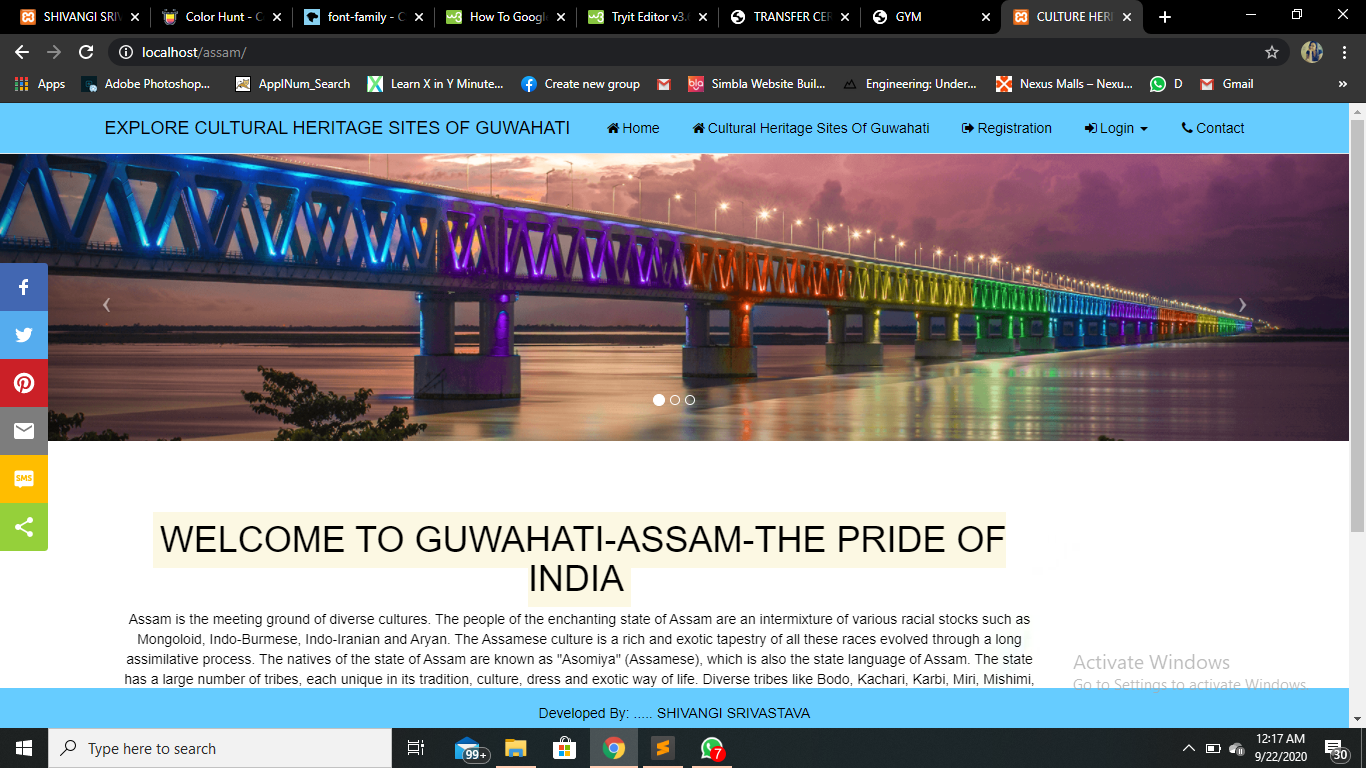 SHIVANGI SRIV
Color Hunt - C
font-family - C
How To Googl
Tryit Editor v3.
TRANSFER CER
GYM
CULTURE HERI
localhost/assam/
Apps
Adobe Photoshop...
ApplNum_Search
Learn X in Y Minute...
Create new group
Simbla Website Buil...
Engineering: Under...
Nexus Malls – Nexu...
D
Gmail
»
EXPLORE CULTURAL HERITAGE SITES OF GUWAHATI
Home
Cultural Heritage Sites Of Guwahati
Registration
Login
Contact
SMS
WELCOME TO GUWAHATI-ASSAM-THE PRIDE OF
INDIA
Assam is the meeting ground of diverse cultures. The people of the enchanting state of Assam are an intermixture of various racial stocks such as
Mongoloid, Indo-Burmese, Indo-Iranian and Aryan. The Assamese culture is a rich and exotic tapestry of all these races evolved through a long
assimilative process. The natives of the state of Assam are known as "Asomiya" (Assamese), which is also the state language of Assam. The state
has a large number of tribes, each unique in its tradition, culture, dress and exotic way of life. Diverse tribes like Bodo, Kachari, Karbi, Miri, Mishimi,
Activate Windows
Go to Settings to activate Windows.
Developed By: ..... SHIVANGI SRIVASTAVA
Type here to search
99+
7
12:17 AM
9/22/2020
30